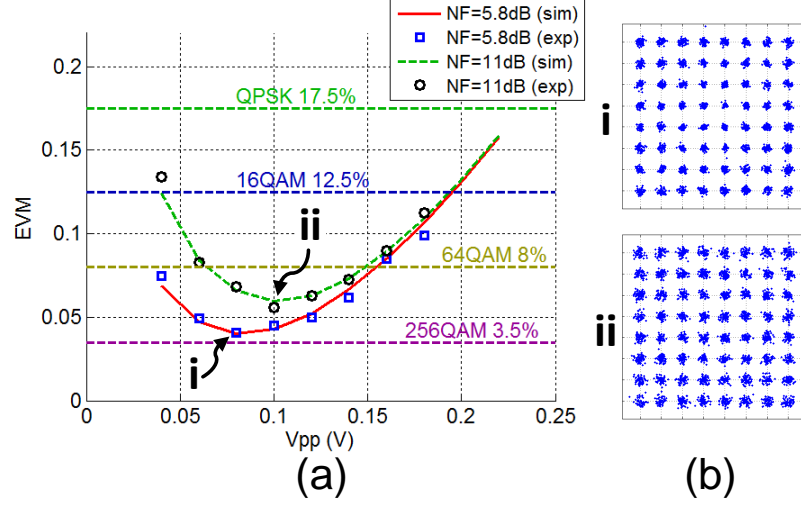 NF=5.8dB (sim)
NF=5.8dB (exp)
NF=11dB (sim)
NF=11dB (exp)
0.2
0.15
0.1
0.05
0
EVM
QPSK 17.5%
16QAM 12.5%
64QAM 8%
256QAM 3.5%
ii
i
0
0.05
0.1
0.15
0.2
0.25
Vpp (V)
(a)
i
ii
(b)